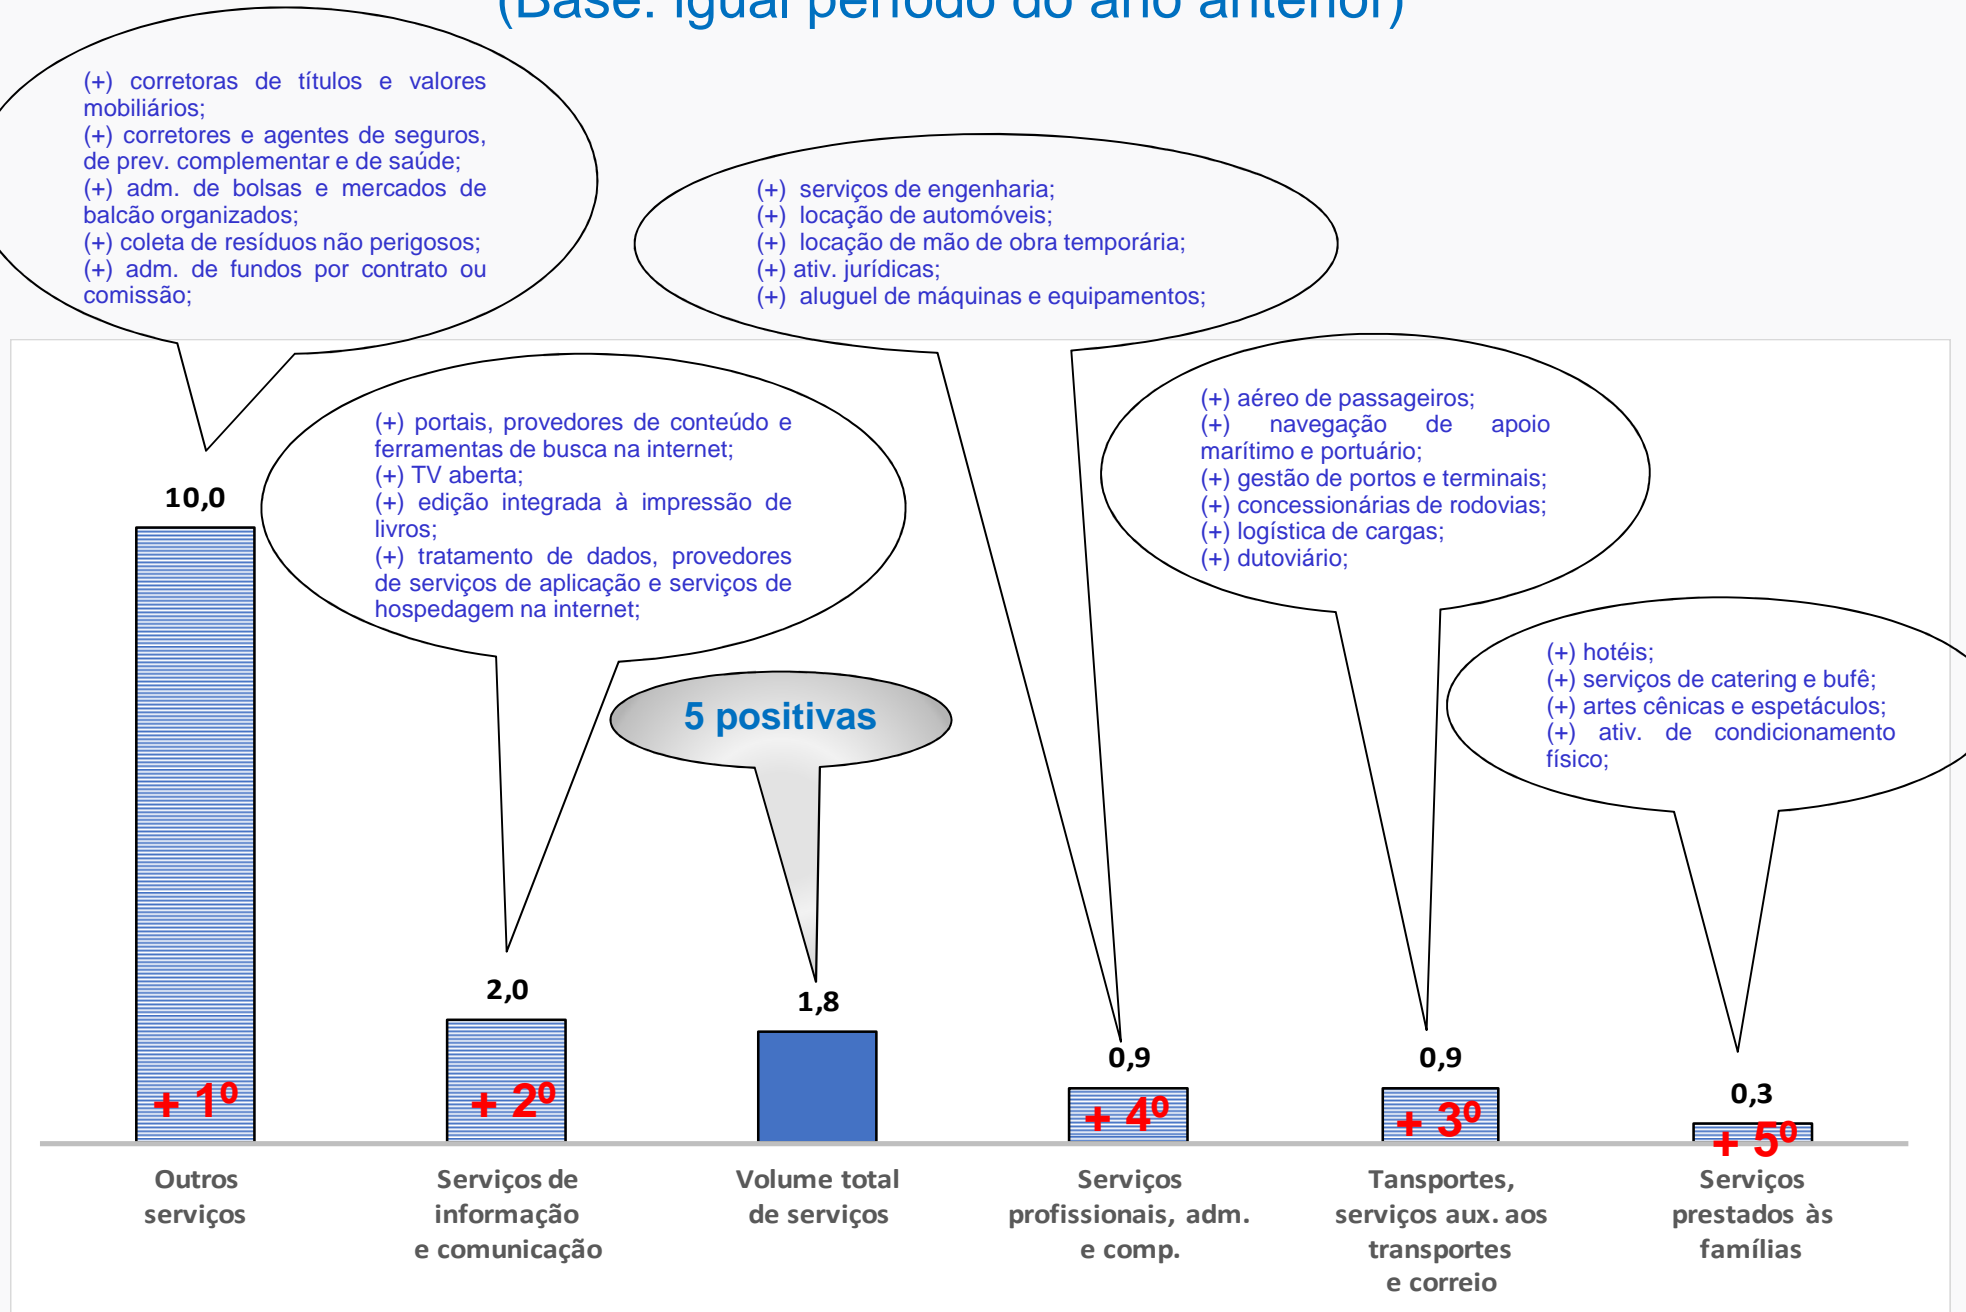 (Base: igual período do ano anterior)
(+) corretoras de títulos e valores
mobiliários;
(+) corretores e agentes de seguros,
de prev. complementar e de saúde;
(+) adm. de bolsas e mercados de
balcão organizados;
(+) coleta de resíduos não perigosos;
(+) adm. de fundos por contrato ou
comissão;
(+) serviços de engenharia;
(+) locação de automóveis;
(+) locação de mão de obra temporária;
(+) ativ. jurídicas;
(+) aluguel de máquinas e equipamentos;
(+) portais, provedores de conteúdo e
ferramentas de busca na internet;
(+) TV aberta;
(+) edição integrada à impressão de
livros;
(+) tratamento de dados, provedores
de serviços de aplicação e serviços de
hospedagem na internet;
(+) aéreo de passageiros;
(+) navegação de apoio
marítimo e portuário;
(+) gestão de portos e terminais;
(+) concessionárias de rodovias;
(+) logística de cargas;
(+) dutoviário;
(+) hotéis;
(+) serviços de catering e bufê;
(+) artes cênicas e espetáculos;
(+) ativ. de condicionamento
físico;
5 positivas
10,0
2,0
1,8
0,9
0,9
0,3
+ 1º
+ 2º
+ 4º
+ 3º
+ 5º
Outros
serviços
Serviços de
informação
e comunicação
Volume total
de serviços
Serviços
profissionais, adm.
e comp.
Tansportes,
serviços aux. aos
transportes
e correio
Serviços
prestados às
famílias